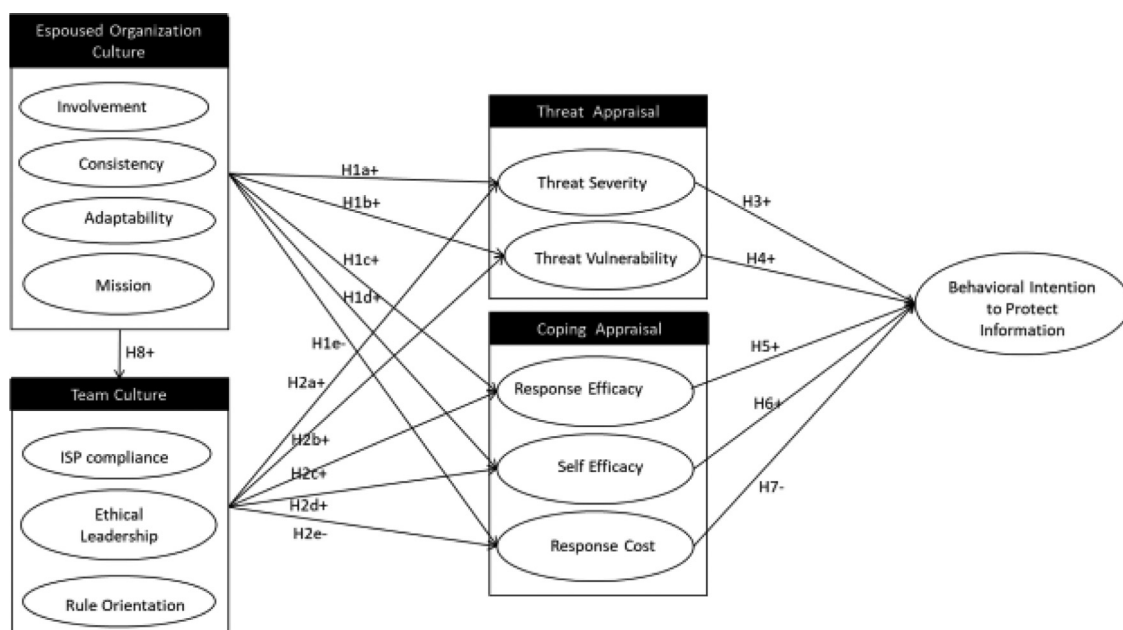 Espoused Organization
Culture
Involvement
Consistency
Adaptability
Mission
H8+
Team Culture
ISP compliance
Ethical
Leadership
Rule Orientation
H1a+
H1b+
H1c+
H1d+
H1e-
H2a+
H2b+
H2c+
H2d+
H2e-
Threat Appraisal
Threat Severity
Threat Vulnerability
Coping Appraisal
Response Efficacy
Self Efficacy
Response Cost
H3+
H4+
H5+
H6+
H7-
Behavioral Intention
to Protect
Information